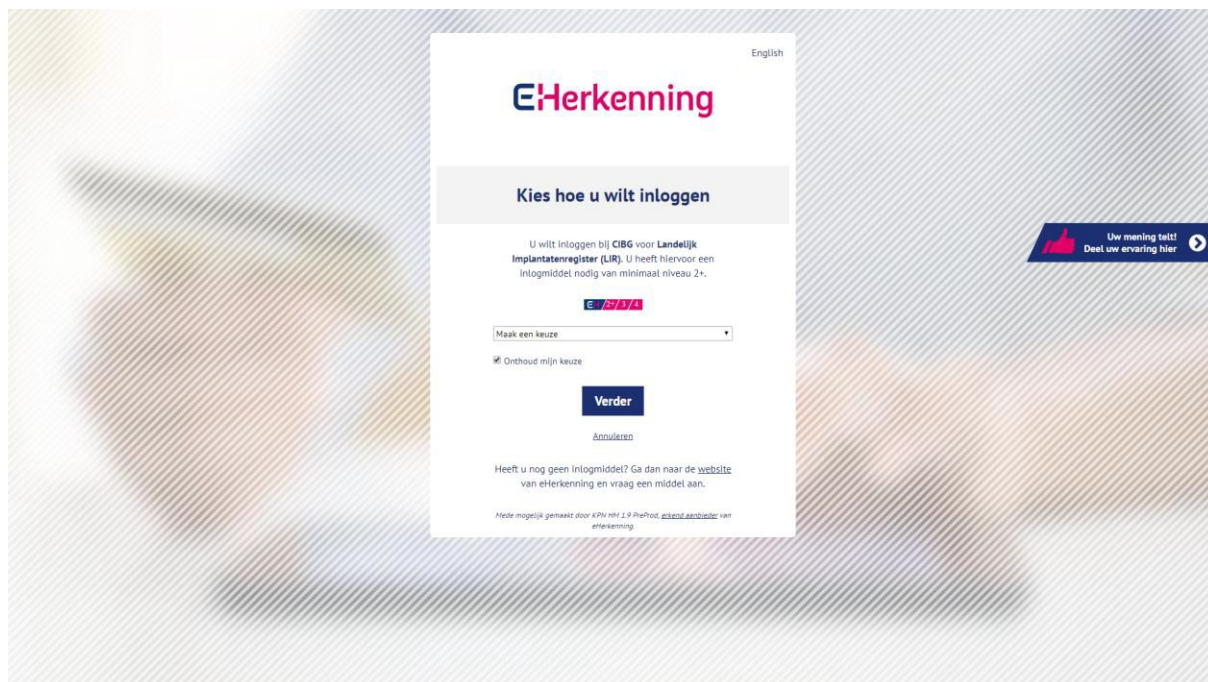 English
EHerkenning
Kies hoe u wilt inloggen
U wilt inloggen bij CIBG voor Landelijk
Implantatenregister (LIR). U heeft hiervoor een
inlogmiddel nodig van minimaal niveau 2+.
EH/2+/3/4
Maak een keuze
Onthoud mijn keuze
Verder
Annuleren
Heeft u nog geen inlogmiddel? Ga dan naar de website
van eHerkenning en vraag een middel aan.
Mede mogelijk gemaakt door KPN HM 1.9 PreProd, erkend aanbieder van
eHerkenning.
Uw mening telt!
Deel uw ervaring hier